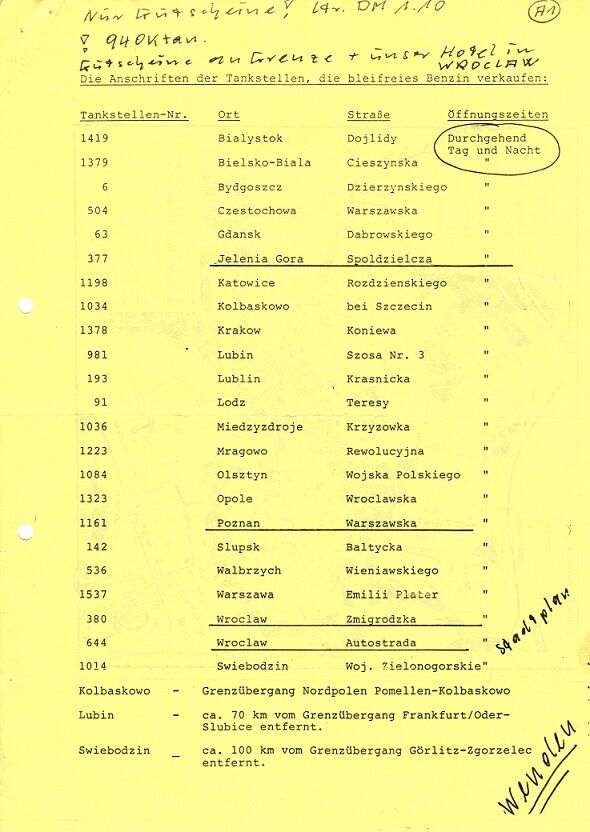 Nur Gutscheine! Ltr. DM 1.10
A1
! 94 Oktan.
Gutscheine an Grenze + unser Hotel in
WROCLAW
Die Anschriften der Tankstellen, die bleifreies Benzin verkaufen:
Tankstellen-Nr. Ort Straße Öffnungszeiten
1419 Bialystok Dojlidy Durchgehend
Tag und Nacht
1379 Bielsko-Biala Cieszynska "
6 Bydgoszcz Dzierzynskiego "
504 Czestochowa Warszawska "
63 Gdansk Dabrowskiego "
377 Jelenia Gora Spoldzielcza "
1198 Katowice Rozdzienskiego "
1034 Kolbaskowo bei Szczecin "
1378 Krakow Koniewa "
981 Lubin Szosa Nr. 3 "
193 Lublin Krasnicka "
91 Lodz Teresy "
1036 Miedzyzdroje Krzyzowka "
1223 Mragowo Rewolucyjna "
1084 Olsztyn Wojska Polskiego "
1323 Opole Wroclawska "
1161 Poznan Warszawska "
142 Slupsk Baltycka "
536 Walbrzych Wieniawskiego "
1537 Warszawa Emilii Plater "
380 Wroclaw Zmigrodzka "
644 Wroclaw Autostrada "
Stadtplan
1014 Swiebodzin Woj. Zielonogorskie"
Kolbaskowo - Grenzübergang Nordpolen Pomellen-Kolbaskowo
Lubin - ca. 70 km vom Grenzübergang Frankfurt/Oder-
Slubice entfernt.
Swiebodzin _ ca. 100 km vom Grenzübergang Görlitz-Zgorzelec
entfernt.
Wenden